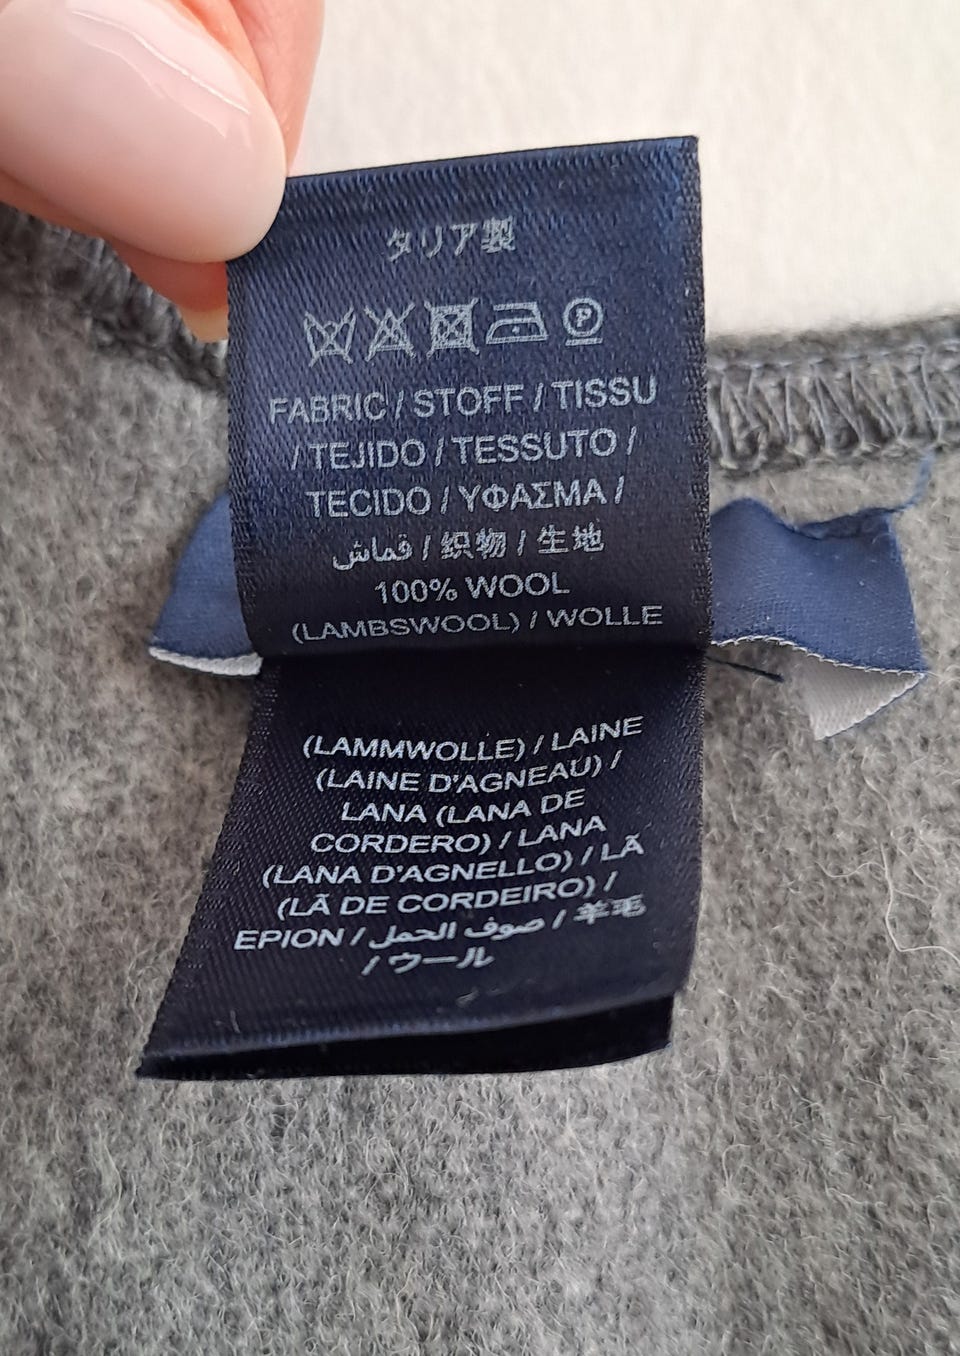 タリア製
P
FABRIC / STOFF / TISSU
/ TEJIDO / TESSUTO /
TECIDO / ΥΦΑΣΜΑ /
قماش / 织物 / 生地
100% WOOL
(LAMBSWOOL) / WOLLE
(LAMMWOLLE) / LAINE
(LAINE D'AGNEAU) /
LANA (LANA DE
CORDERO) / LANA
(LANA D'AGNELLO) / LÃ
(LÃ DE CORDEIRO) /
ΕΡΙΟΝ / صوف الحمل / 羊毛
/ ウール